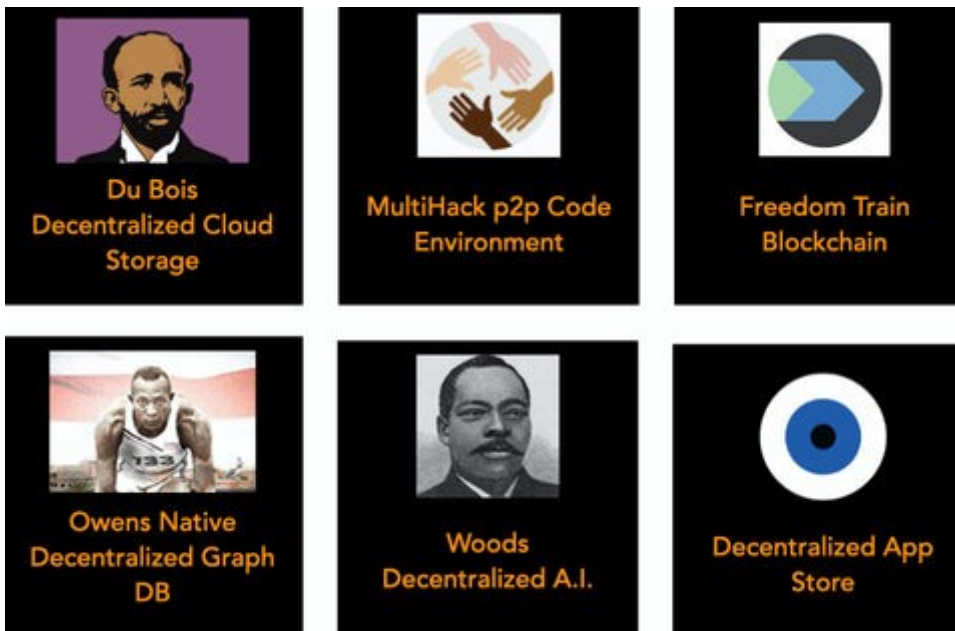 Du Bois
Decentralized Cloud
Storage
MultiHack p2p Code
Environment
Freedom Train
Blockchain
133
Owens Native
Decentralized Graph
DB
Woods
Decentralized A.I.
Decentralized App
Store